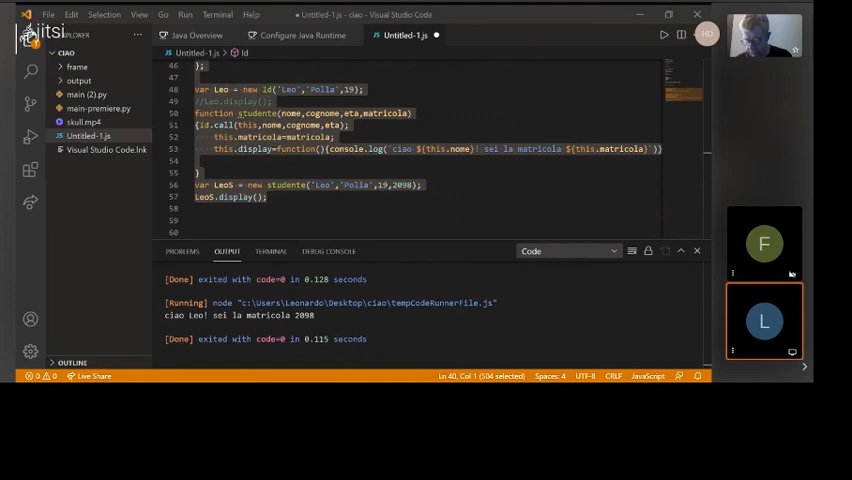 jitsi
File Edit Selection View Go Run Terminal Help
● Untitled-1.js - ciao - Visual Studio Code
EXPLORER
Java Overview
Configure Java Runtime
Untitled-1.js
HD
CIAO
Untitled-1.js > Id
frame
output
main (2).py
main-premiere.py
skull.mp4
Untitled-1.js
Visual Studio Code.lnk
46 };
47
48 var Leo = new Id('Leo','Polla',19);
49 //Leo.display();
50 function studente(nome,cognome,eta,matricola)
51 {Id.call(this,nome,cognome,eta);
52 this.matricola=matricola;
53 this.display=function(){console.log(`ciao ${this.nome}! sei la matricola ${this.matricola}`)}
54
55 }
56 var LeoS = new studente('Leo','Polla',19,2098);
57 LeoS.display();
58
59
60
PROBLEMS OUTPUT TERMINAL DEBUG CONSOLE
Code
[Done] exited with code=0 in 0.128 seconds
[Running] node "c:\Users\Leonardo\Desktop\ciao\tempCodeRunnerFile.js"
ciao Leo! sei la matricola 2098
[Done] exited with code=0 in 0.115 seconds
F
L
OUTLINE
0 0 Live Share
Ln 40, Col 1 (504 selected) Spaces: 4 UTF-8 CRLF JavaScript